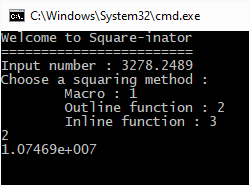 C:\Windows\System32\cmd.exe
Welcome to Square-inator
========================
Input number : 3278.2489
Choose a squaring method :
        Macro : 1
        Outline function : 2
        Inline function : 3
2
1.07469e+007